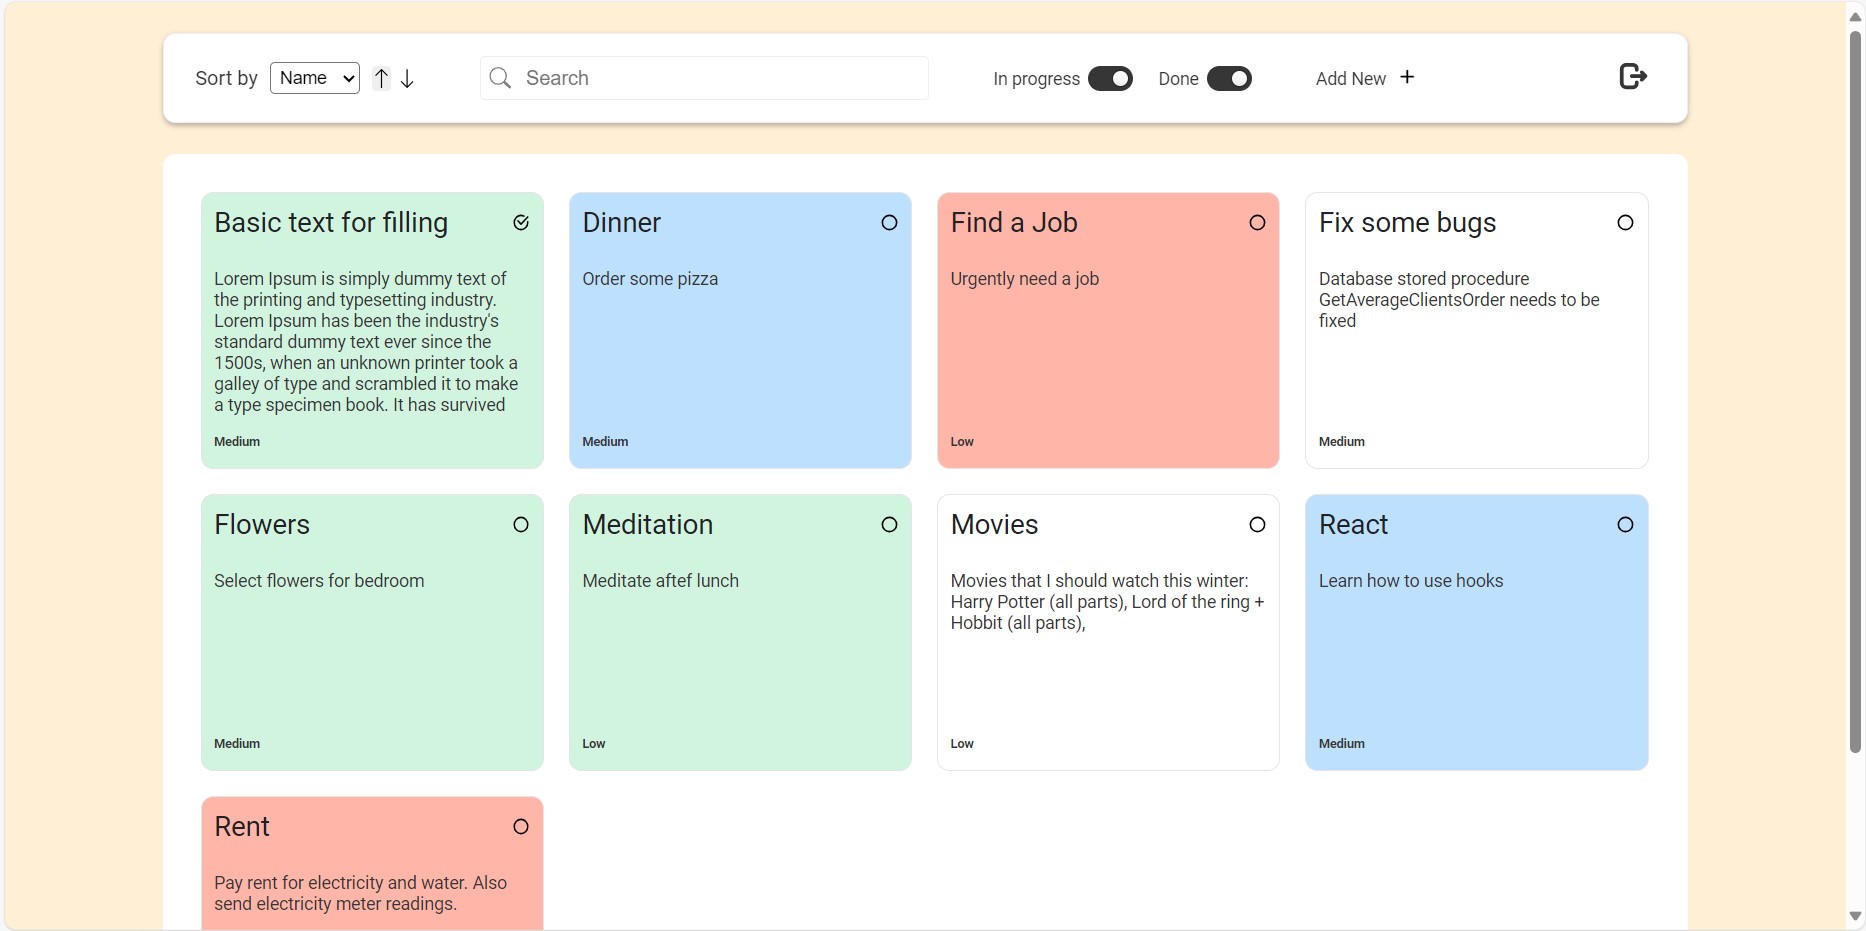 Sort by Name Search In progress Done Add New +
Basic text for filling
Lorem Ipsum is simply dummy text of
the printing and typesetting industry.
Lorem Ipsum has been the industry's
standard dummy text ever since the
1500s, when an unknown printer took a
galley of type and scrambled it to make
a type specimen book. It has survived
Medium
Dinner
Order some pizza
Medium
Find a Job
Urgently need a job
Low
Fix some bugs
Database stored procedure
GetAverageClientsOrder needs to be
fixed
Medium
Flowers
Select flowers for bedroom
Medium
Meditation
Meditate aftef lunch
Low
Movies
Movies that I should watch this winter:
Harry Potter (all parts), Lord of the ring +
Hobbit (all parts),
Low
React
Learn how to use hooks
Medium
Rent
Pay rent for electricity and water. Also
send electricity meter readings.